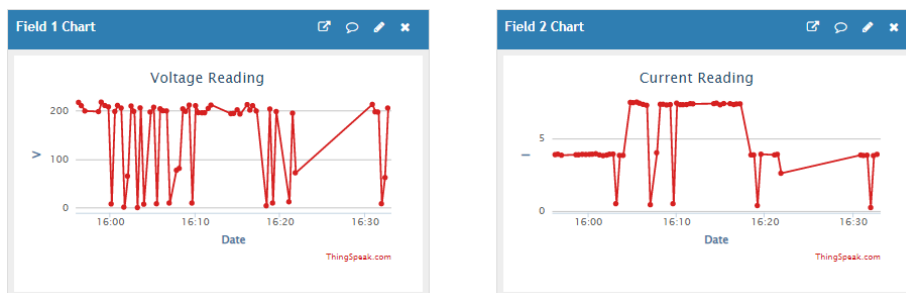 Field 1 Chart
Voltage Reading
V
200
100
0
16:00 16:10 16:20 16:30
Date
ThingSpeak.com
Field 2 Chart
Current Reading
I
5
0
16:00 16:10 16:20 16:30
Date
ThingSpeak.com